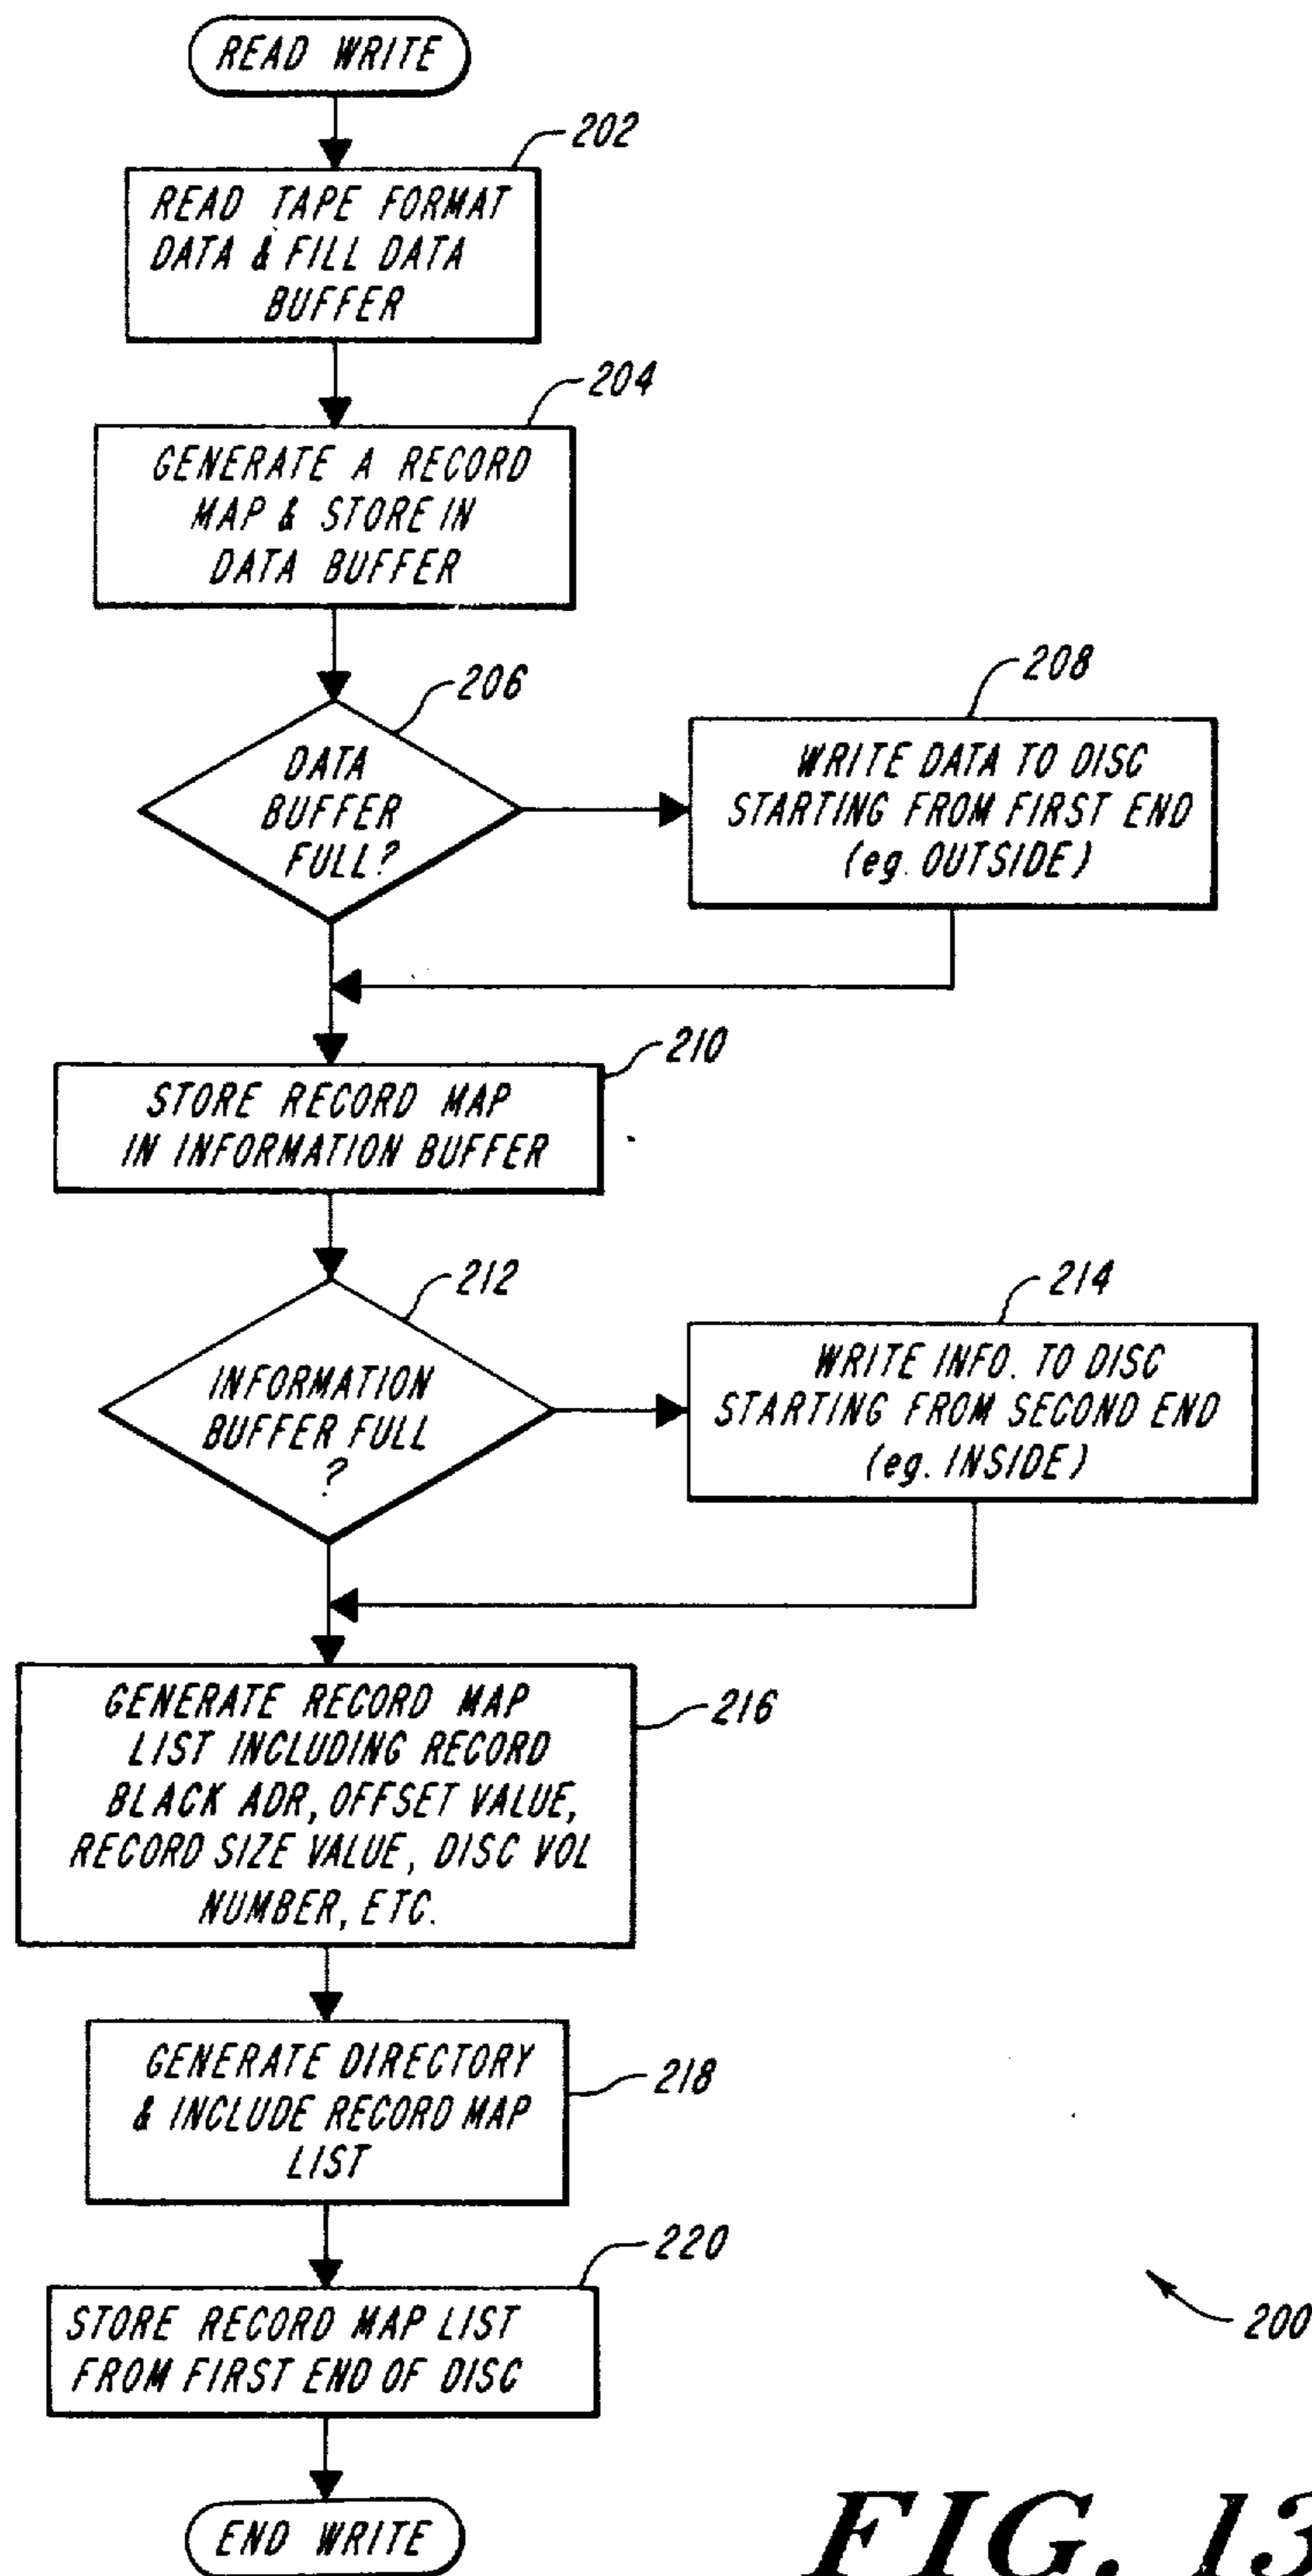 READ WRITE
202
READ TAPE FORMAT
DATA & FILL DATA
BUFFER
204
GENERATE A RECORD
MAP & STORE IN
DATA BUFFER
206
DATA
BUFFER
FULL?
208
WRITE DATA TO DISC
STARTING FROM FIRST END
(eg. OUTSIDE)
210
STORE RECORD MAP
IN INFORMATION BUFFER
212
INFORMATION
BUFFER FULL
?
214
WRITE INFO. TO DISC
STARTING FROM SECOND END
(eg. INSIDE)
216
GENERATE RECORD MAP
LIST INCLUDING RECORD
BLACK ADR, OFFSET VALUE,
RECORD SIZE VALUE, DISC VOL
NUMBER, ETC.
218
GENERATE DIRECTORY
& INCLUDE RECORD MAP
LIST
220
STORE RECORD MAP LIST
FROM FIRST END OF DISC
200
END WRITE
FIG. 13